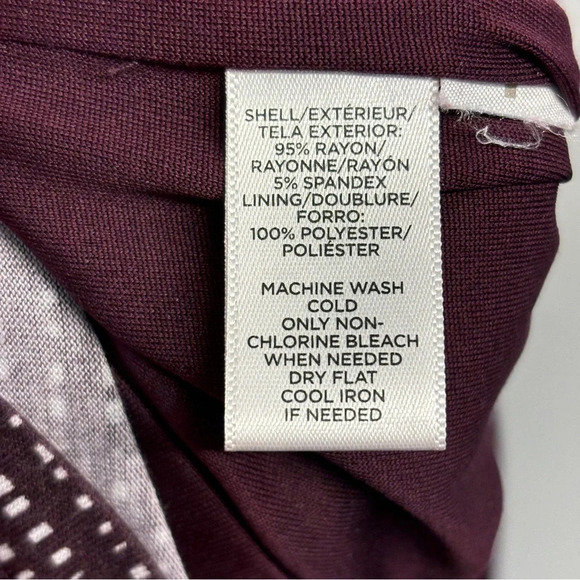 SHELL/EXTÉRIEUR/
TELA EXTERIOR:
95% RAYON/
RAYONNE/RAYÓN
5% SPANDEX
LINING/DOUBLURE/
FORRO:
100% POLYESTER/
POLIÉSTER
MACHINE WASH
COLD
ONLY NON-
CHLORINE BLEACH
WHEN NEEDED
DRY FLAT
COOL IRON
IF NEEDED